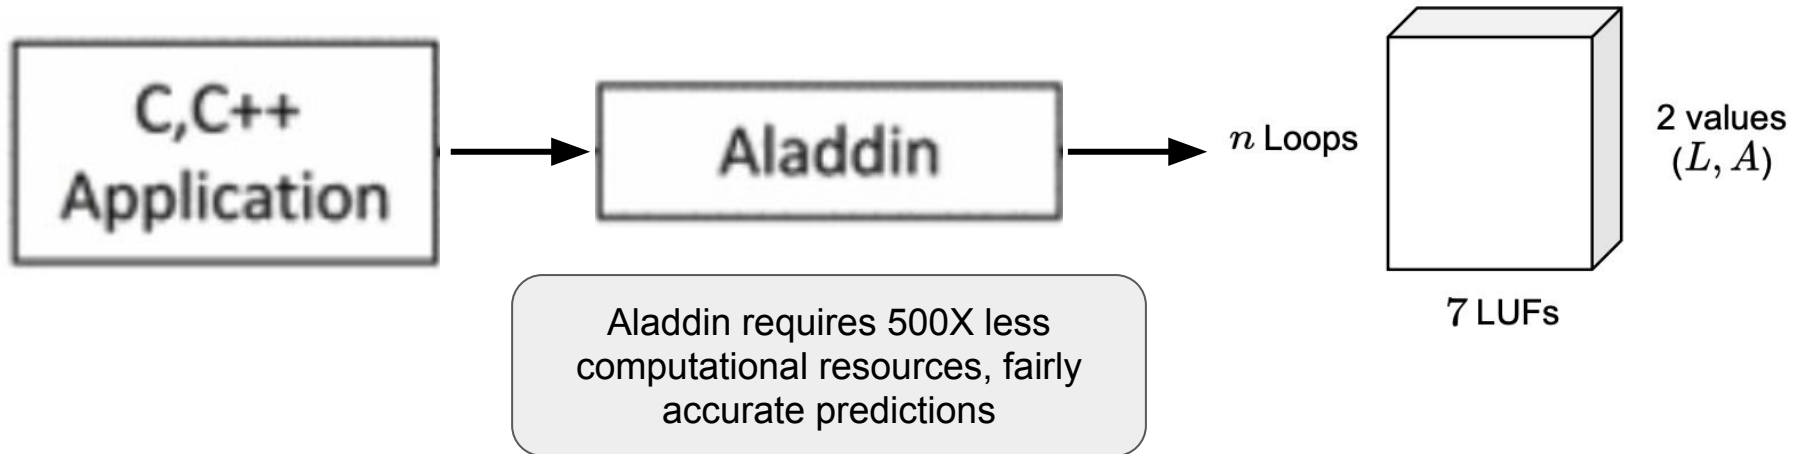 C,C++
Application
Aladdin
n Loops
2 values
(L, A)
7 LUFs
Aladdin requires 500X less
computational resources, fairly
accurate predictions